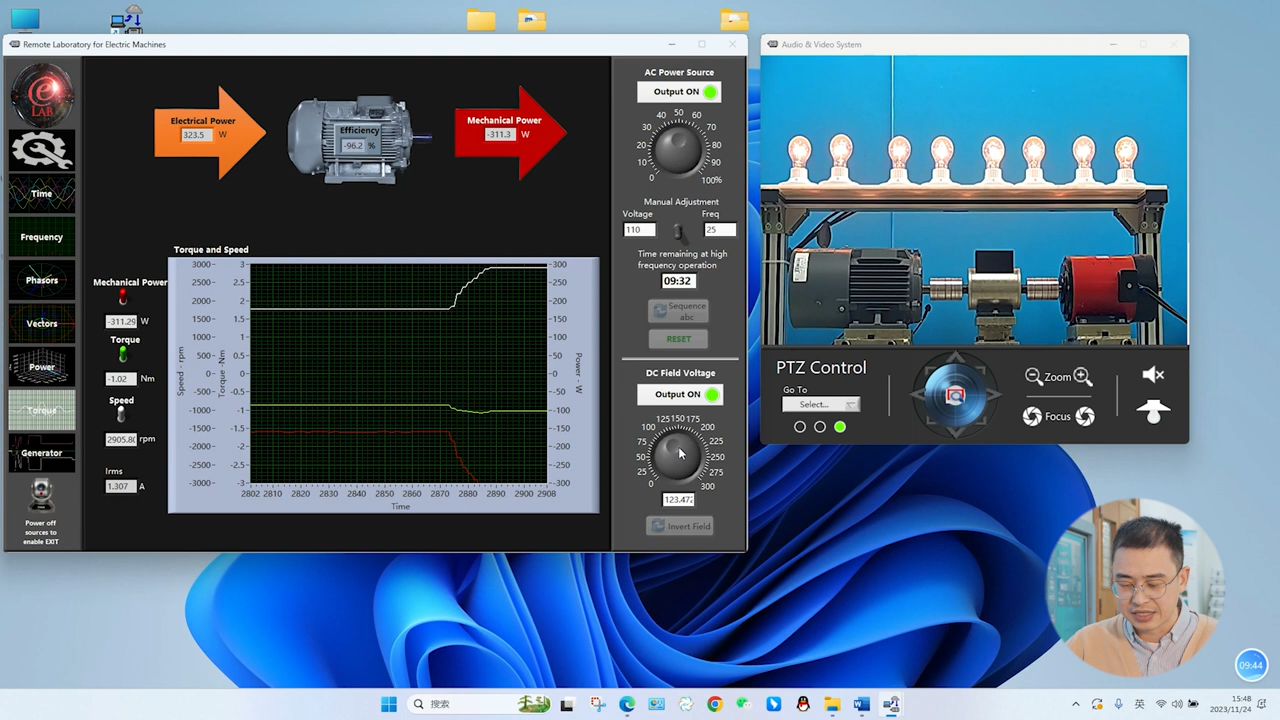 Remote Laboratory for Electric Machines
e
LAB
Time
Frequency
Phasors
Vectors
Power
Torque
Generator
Power off
sources to
enable EXIT
Electrical Power
323.5 W
Efficiency
-96.2 %
Mechanical Power
-311.3 W
Mechanical Power
-311.29 W
Torque
-1.02 Nm
Speed
2905.80 rpm
Irms
1.307 A
Torque and Speed
Speed - rpm
3000
2500
2000
1500
1000
500
0
-500
-1000
-1500
-2000
-2500
-3000
Torque -Nm
3
2.5
2
1.5
1
0.5
0
-0.5
-1
-1.5
-2
-2.5
-3
300
250
200
150
100
50
0
-50
-100
-150
-200
-250
-300
Power - W
2802 2810 2820 2830 2840 2850 2860 2870 2880 2890 2900 2908
Time
AC Power Source
Output ON
0 10 20 30 40 50 60 70 80 90 100%
Manual Adjustment
Voltage Freq
110 25
Time remaining at high
frequency operation
09:32
Sequence
abc
RESET
DC Field Voltage
Output ON
0 25 50 75 100 125 150 175 200 225 250 275 300
123.472
Invert Field
Audio & Video System
PTZ Control
Go To
Select...
Zoom
Focus
09:44
搜索
英
15:48
2023/11/24